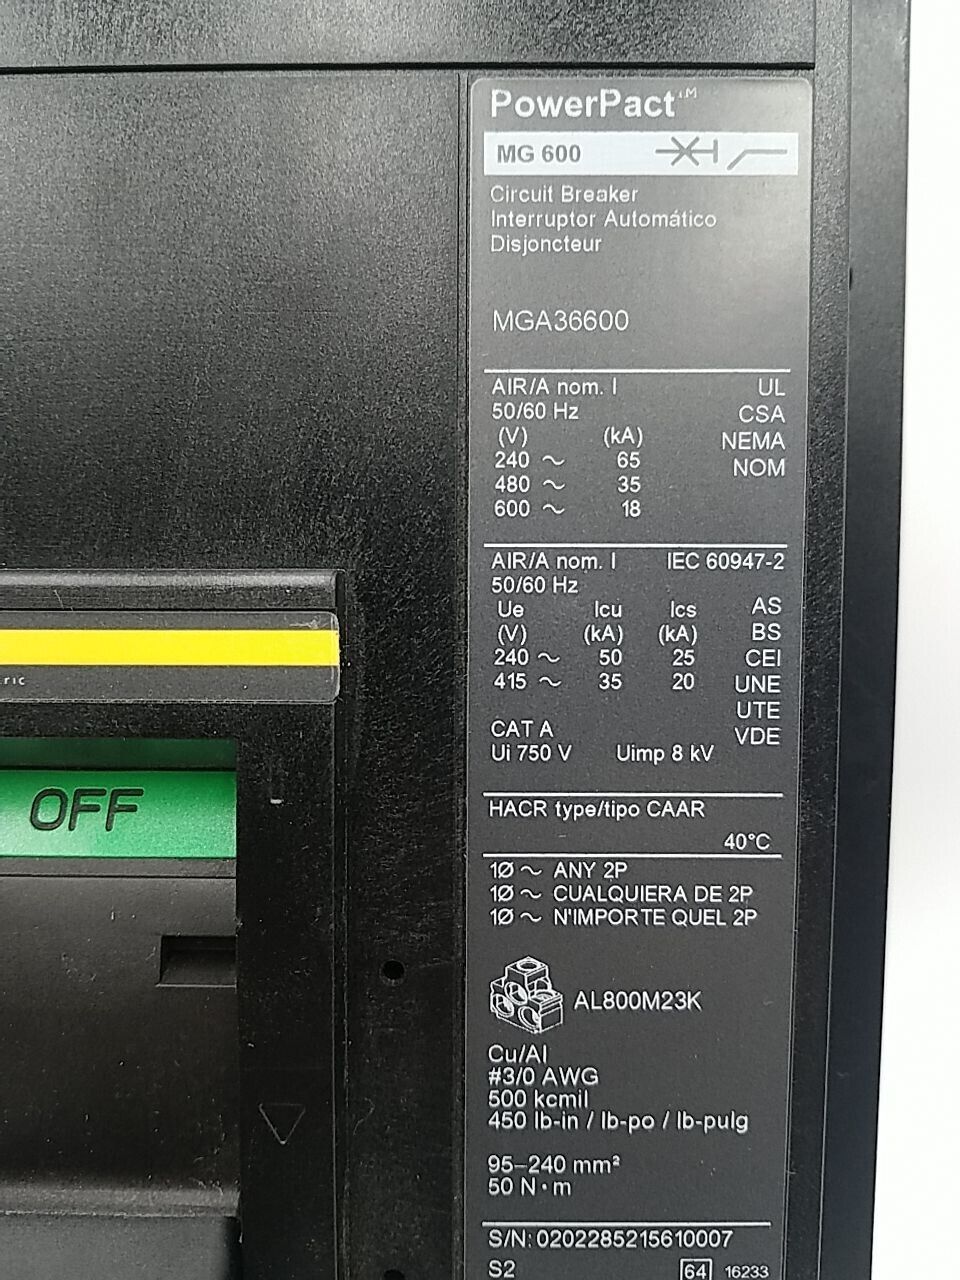 PowerPact™
MG 600
Circuit Breaker
Interruptor Automático
Disjoncteur
MGA36600
AIR/A nom. I UL
50/60 Hz CSA
(V) (kA) NEMA
240 ~ 65 NOM
480 ~ 35
600 ~ 18
AIR/A nom. I IEC 60947-2
50/60 Hz
Ue Icu Ics AS
(V) (kA) (kA) BS
240 ~ 50 25 CEI
415 ~ 35 20 UNE
UTE
CAT A VDE
Ui 750 V Uimp 8 kV
HACR type/tipo CAAR
40°C
1Ø ~ ANY 2P
1Ø ~ CUALQUIERA DE 2P
1Ø ~ N'IMPORTE QUEL 2P
AL800M23K
Cu/Al
#3/0 AWG
500 kcmil
450 lb-in / lb-po / lb-pulg
95–240 mm²
50 N·m
S/N: 0202285215610007
S2 64 16233
OFF